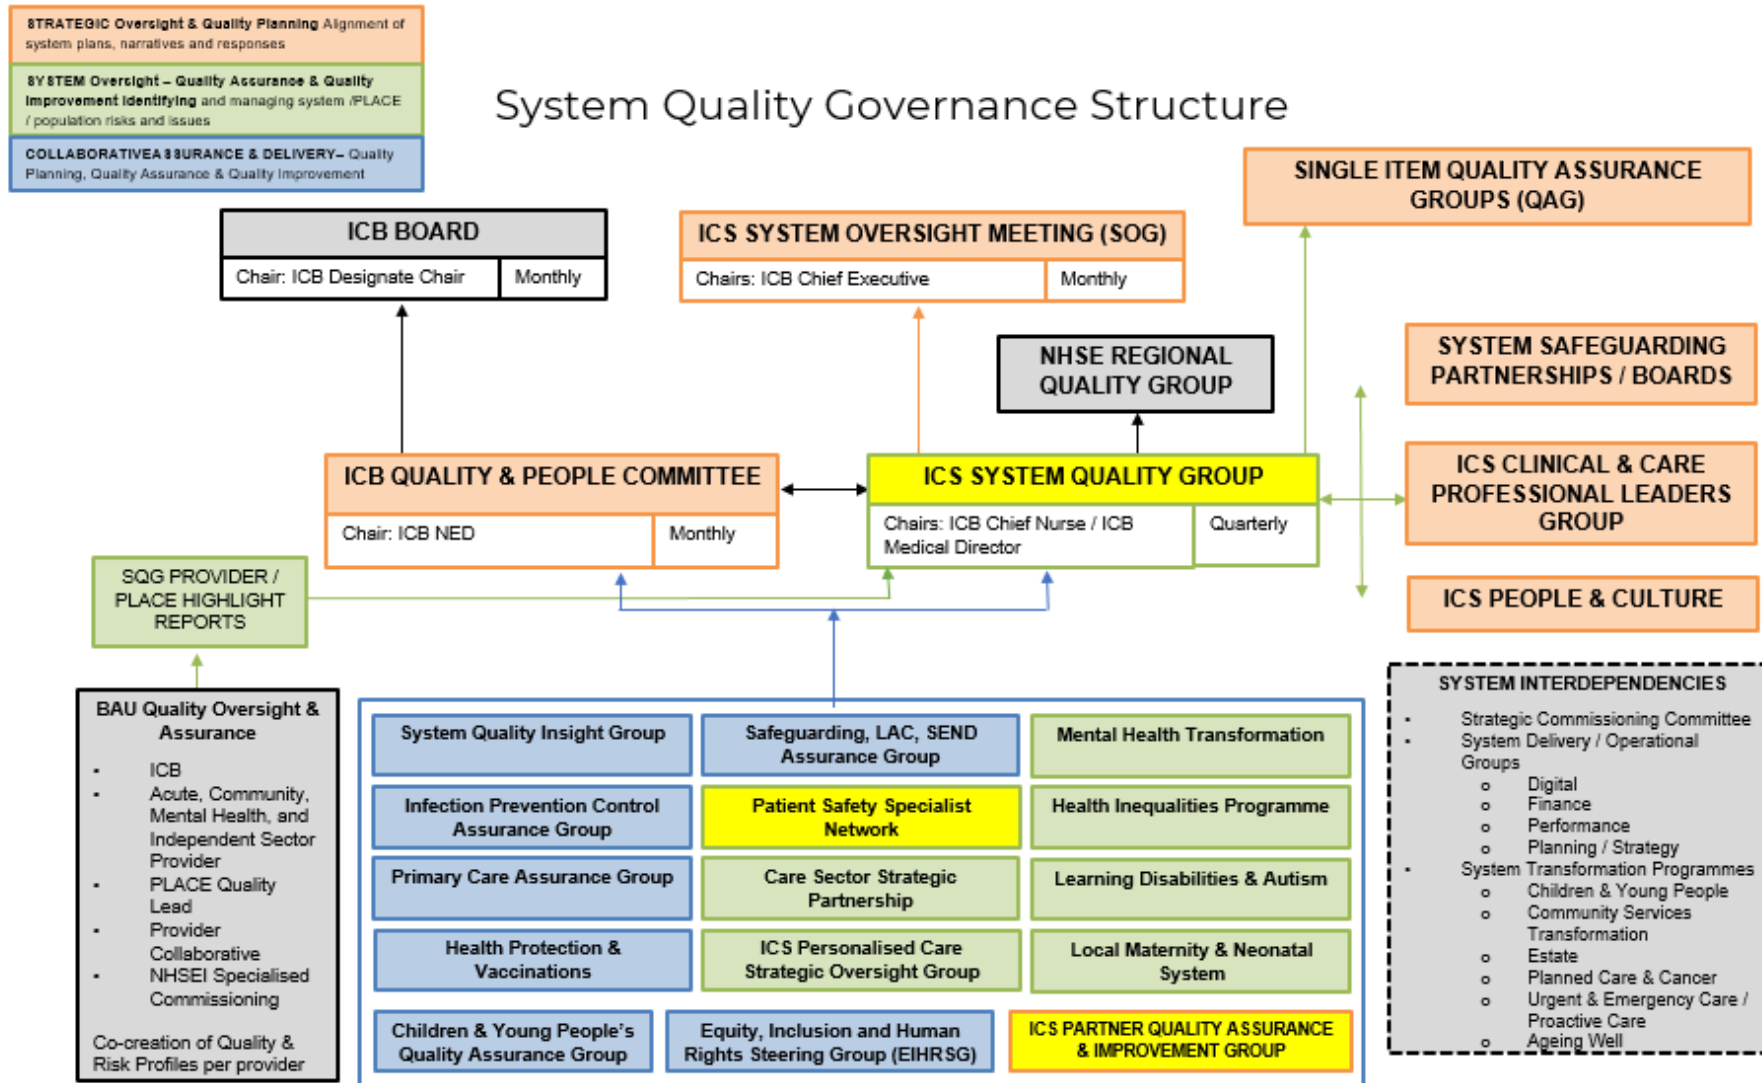 STRATEGIC Oversight & Quality Planning Alignment of
system plans, narratives and responses
SYSTEM Oversight – Quality Assurance & Quality
Improvement Identifying and managing system /PLACE
/ population risks and issues
COLLABORATIVEASSURANCE & DELIVERY– Quality
Planning, Quality Assurance & Quality Improvement
System Quality Governance Structure
SINGLE ITEM QUALITY ASSURANCE
GROUPS (QAG)
ICB BOARD
Chair: ICB Designate Chair
Monthly
ICS SYSTEM OVERSIGHT MEETING (SOG)
Chairs: ICB Chief Executive
Monthly
NHSE REGIONAL
QUALITY GROUP
SYSTEM SAFEGUARDING
PARTNERSHIPS / BOARDS
ICB QUALITY & PEOPLE COMMITTEE
Chair: ICB NED
Monthly
ICS SYSTEM QUALITY GROUP
Chairs: ICB Chief Nurse / ICB
Medical Director
Quarterly
ICS CLINICAL & CARE
PROFESSIONAL LEADERS
GROUP
ICS PEOPLE & CULTURE
SQG PROVIDER /
PLACE HIGHLIGHT
REPORTS
BAU Quality Oversight &
Assurance
▪ ICB
▪ Acute, Community,
Mental Health, and
Independent Sector
Provider
▪ PLACE Quality
Lead
▪ Provider
Collaborative
▪ NHSEI Specialised
Commissioning
Co-creation of Quality &
Risk Profiles per provider
System Quality Insight Group
Safeguarding, LAC, SEND
Assurance Group
Mental Health Transformation
Infection Prevention Control
Assurance Group
Patient Safety Specialist
Network
Health Inequalities Programme
Primary Care Assurance Group
Care Sector Strategic
Partnership
Learning Disabilities & Autism
Health Protection &
Vaccinations
ICS Personalised Care
Strategic Oversight Group
Local Maternity & Neonatal
System
Children & Young People's
Quality Assurance Group
Equity, Inclusion and Human
Rights Steering Group (EIHRSG)
ICS PARTNER QUALITY ASSURANCE
& IMPROVEMENT GROUP
SYSTEM INTERDEPENDENCIES
▪ Strategic Commissioning Committee
▪ System Delivery / Operational
Groups
o Digital
o Finance
o Performance
o Planning / Strategy
▪ System Transformation Programmes
o Children & Young People
o Community Services
Transformation
o Estate
o Planned Care & Cancer
o Urgent & Emergency Care /
Proactive Care
o Ageing Well